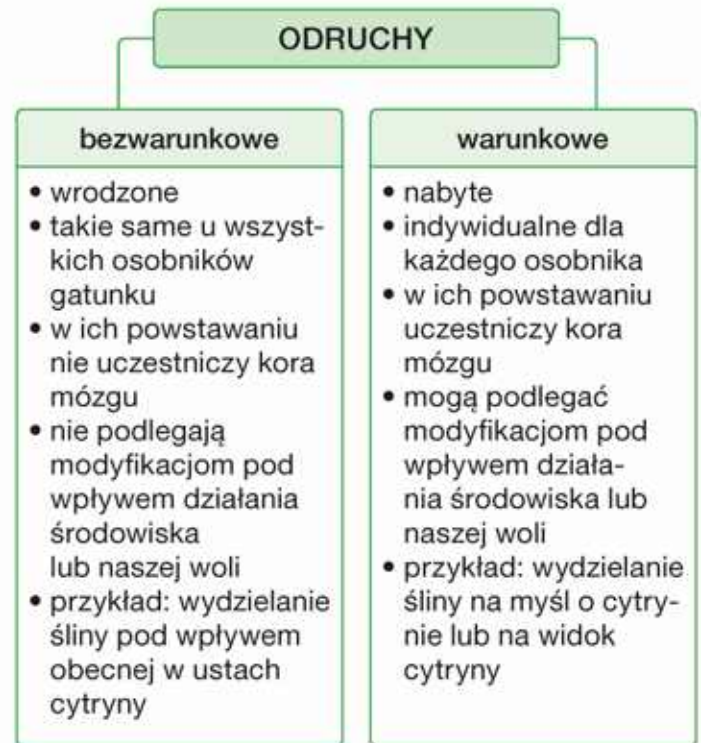 ODRUCHY
bezwarunkowe
• wrodzone
• takie same u wszyst-
kich osobników
gatunku
• w ich powstawaniu
nie uczestniczy kora
mózgu
• nie podlegają
modyfikacjom pod
wpływem działania
środowiska
lub naszej woli
• przykład: wydzielanie
śliny pod wpływem
obecnej w ustach
cytryny
warunkowe
• nabyte
• indywidualne dla
każdego osobnika
• w ich powstawaniu
uczestniczy kora
mózgu
• mogą podlegać
modyfikacjom pod
wpływem działa-
nia środowiska lub
naszej woli
• przykład: wydzielanie
śliny na myśl o cytry-
nie lub na widok
cytryny